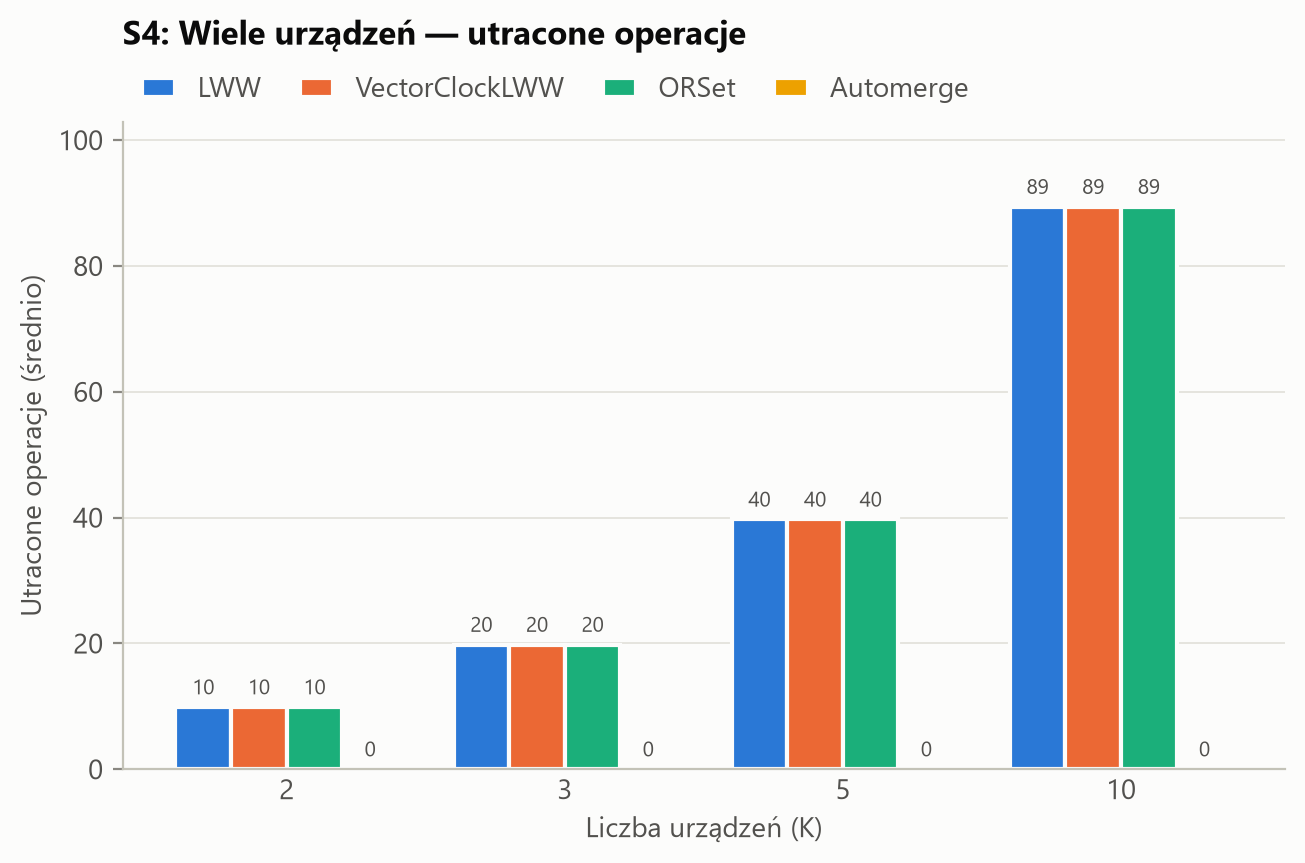 S4: Wiele urządzeń — utracone operacje
LWW VectorClockLWW ORSet Automerge
Utracone operacje (średnio)
100
80
60
40
20
0
10 10 10 0
20 20 20 0
40 40 40 0
89 89 89 0
2 3 5 10
Liczba urządzeń (K)